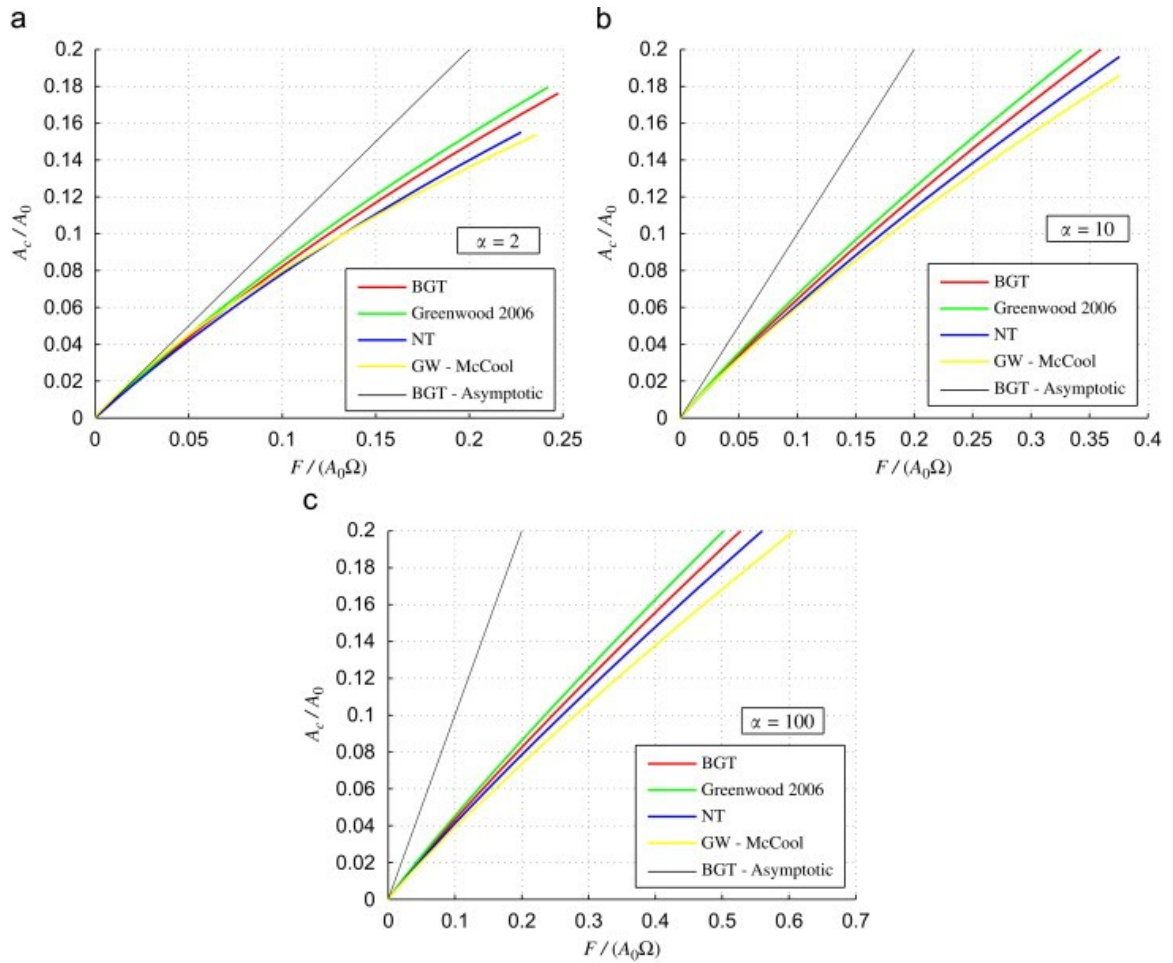 a
0.2
0.18
0.16
0.14
0.12
0.1
0.08
0.06
0.04
0.02
0
A_c / A_0
α = 2
BGT
Greenwood 2006
NT
GW - McCool
BGT - Asymptotic
0 0.05 0.1 0.15 0.2 0.25
F / (A_0Ω)
b
0.2
0.18
0.16
0.14
0.12
0.1
0.08
0.06
0.04
0.02
0
A_c / A_0
α = 10
BGT
Greenwood 2006
NT
GW - McCool
BGT - Asymptotic
0 0.05 0.1 0.15 0.2 0.25 0.3 0.35 0.4
F / (A_0Ω)
c
0.2
0.18
0.16
0.14
0.12
0.1
0.08
0.06
0.04
0.02
0
A_c / A_0
α = 100
BGT
Greenwood 2006
NT
GW - McCool
BGT - Asymptotic
0 0.1 0.2 0.3 0.4 0.5 0.6 0.7
F / (A_0Ω)